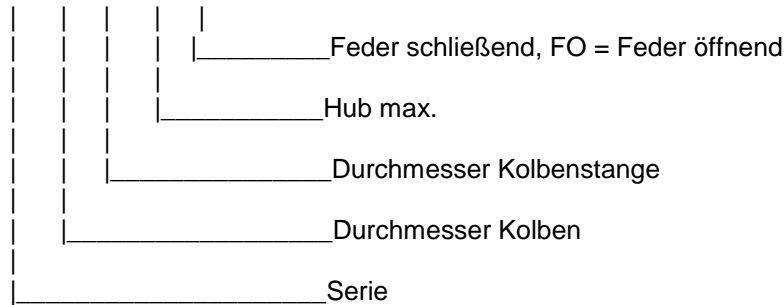 Feder schließend, FO = Feder öffnend
Hub max.
Durchmesser Kolbenstange
Durchmesser Kolben
Serie